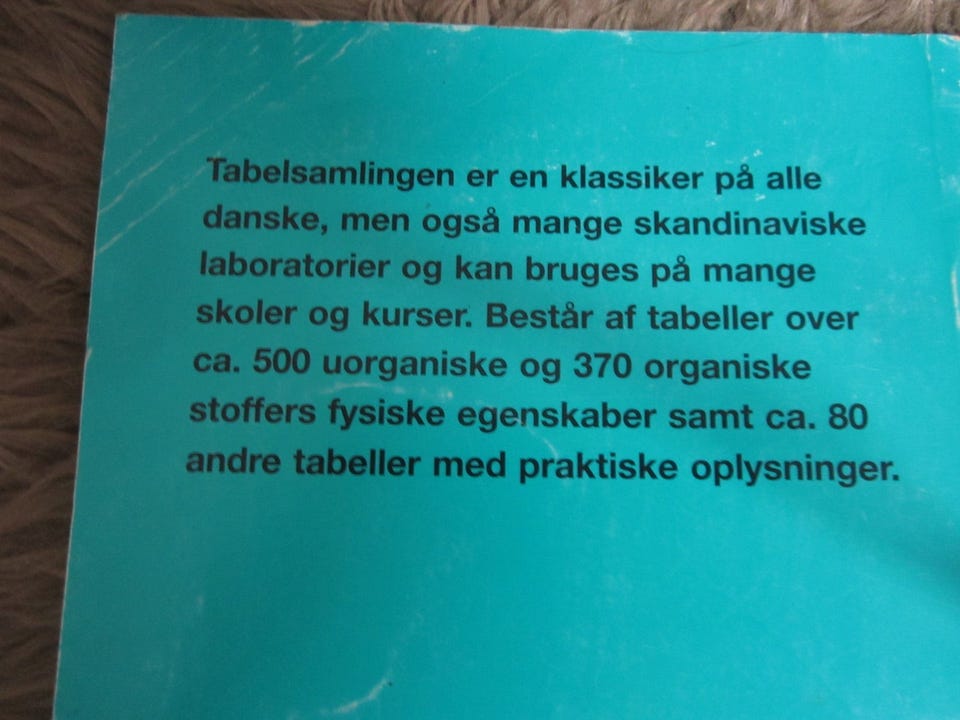 Tabelsamlingen er en klassiker på alle
danske, men også mange skandinaviske
laboratorier og kan bruges på mange
skoler og kurser. Består af tabeller over
ca. 500 uorganiske og 370 organiske
stoffers fysiske egenskaber samt ca. 80
andre tabeller med praktiske oplysninger.